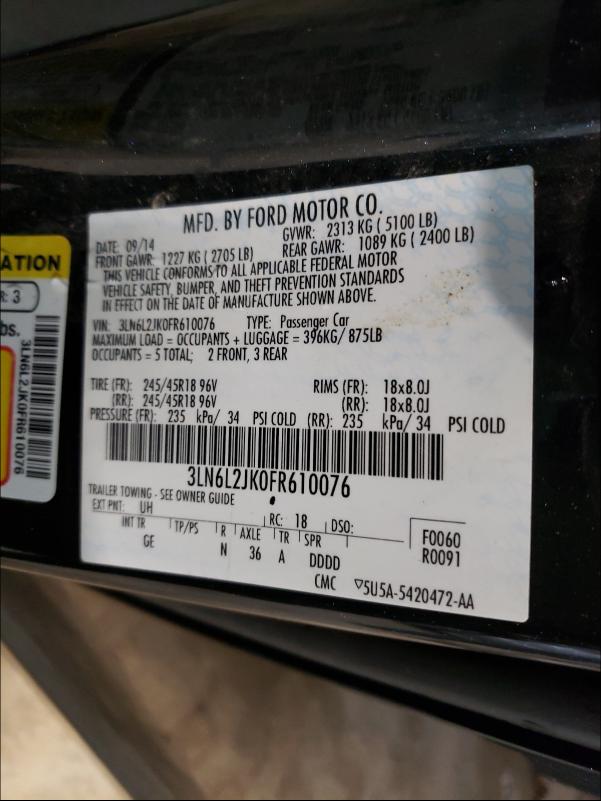 MFD. BY FORD MOTOR CO.
DATE: 09/14 GVWR: 2313 KG ( 5100 LB)
FRONT GAWR: 1227 KG ( 2705 LB) REAR GAWR: 1089 KG ( 2400 LB)
THIS VEHICLE CONFORMS TO ALL APPLICABLE FEDERAL MOTOR
VEHICLE SAFETY, BUMPER, AND THEFT PREVENTION STANDARDS
IN EFFECT ON THE DATE OF MANUFACTURE SHOWN ABOVE.
VIN: 3LN6L2JK0FR610076 TYPE: Passenger Car
MAXIMUM LOAD = OCCUPANTS + LUGGAGE = 396KG/ 875LB
OCCUPANTS = 5 TOTAL; 2 FRONT, 3 REAR
TIRE (FR): 245/45R18 96V RIMS (FR): 18x8.0J
(RR): 245/45R18 96V (RR): 18x8.0J
PRESSURE (FR): 235 kPa/ 34 PSI COLD (RR): 235 kPa/ 34 PSI COLD
3LN6L2JK0FR610076
TRAILER TOWING - SEE OWNER GUIDE
EXT PNT: UH RC: 18 DSO:
INT TR TP/PS R AXLE TR SPR
GE N 36 A DDDD
F0060
R0091
CMC ▽5U5A-5420472-AA
ATION
R: 3
bs.
3LN6L2JK0FR610076